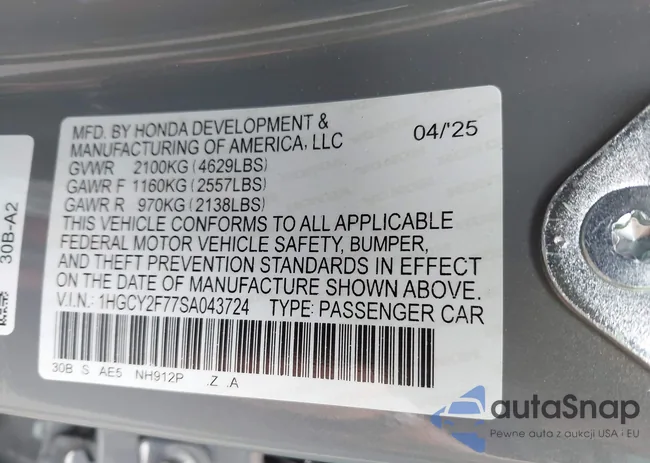 MFD. BY HONDA DEVELOPMENT &
MANUFACTURING OF AMERICA, LLC
04/'25
GVWR 2100KG (4629LBS)
GAWR F 1160KG (2557LBS)
GAWR R 970KG (2138LBS)
THIS VEHICLE CONFORMS TO ALL APPLICABLE
FEDERAL MOTOR VEHICLE SAFETY, BUMPER,
AND THEFT PREVENTION STANDARDS IN EFFECT
ON THE DATE OF MANUFACTURE SHOWN ABOVE.
V.I.N.: 1HGCY2F77SA043724 TYPE: PASSENGER CAR
30B S AE5 NH912P .Z .A
30B-A2
autaSnap
Pewne auta z aukcji USA i EU